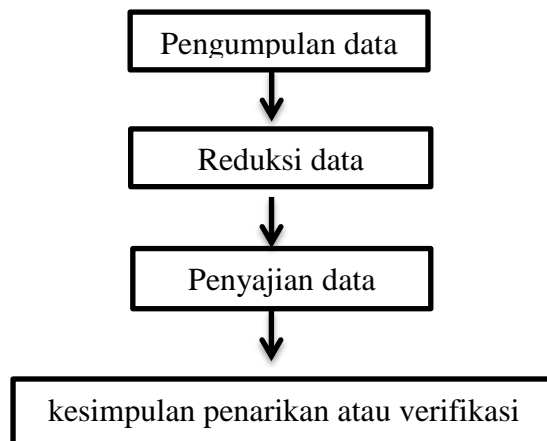 Pengumpulan data
Reduksi data
Penyajian data
kesimpulan penarikan atau verifikasi